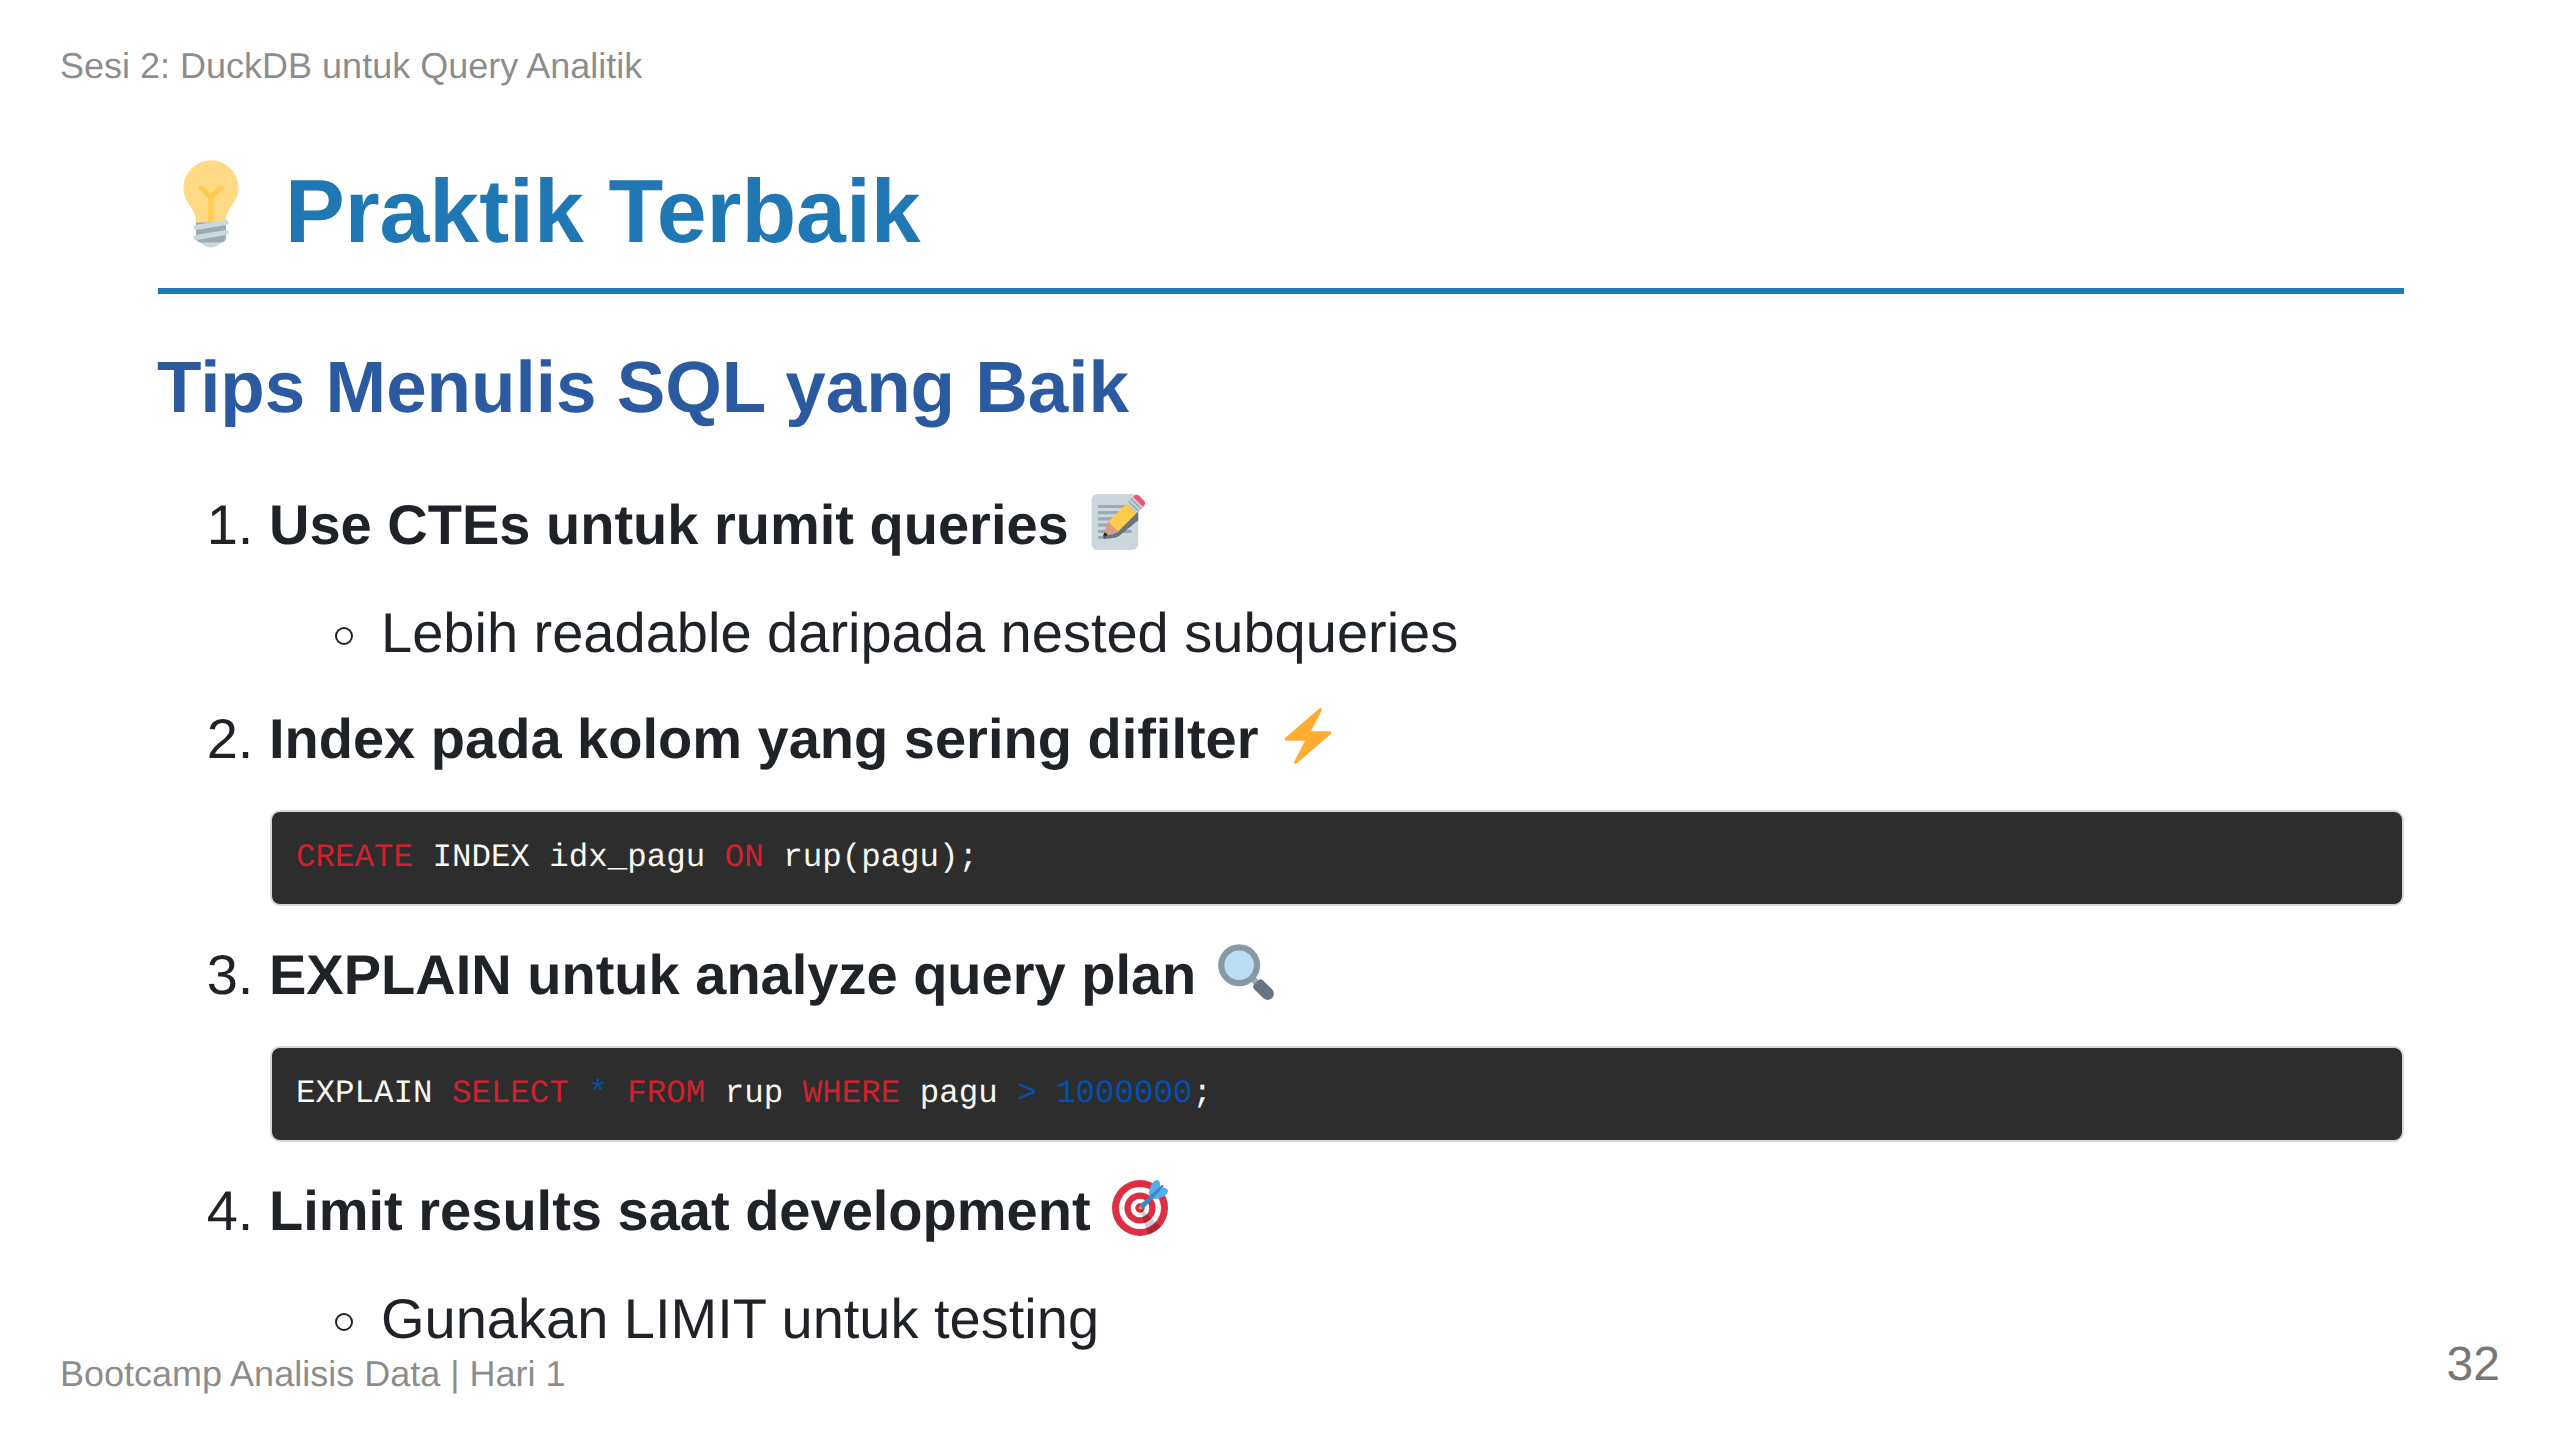 Sesi 2: DuckDB untuk Query Analitik
💡 Praktik Terbaik
Tips Menulis SQL yang Baik
1. Use CTEs untuk rumit queries 📝
○ Lebih readable daripada nested subqueries
2. Index pada kolom yang sering difilter ⚡
CREATE INDEX idx_pagu ON rup(pagu);
3. EXPLAIN untuk analyze query plan 🔍
EXPLAIN SELECT * FROM rup WHERE pagu > 1000000;
4. Limit results saat development 🎯
○ Gunakan LIMIT untuk testing
Bootcamp Analisis Data | Hari 1
32